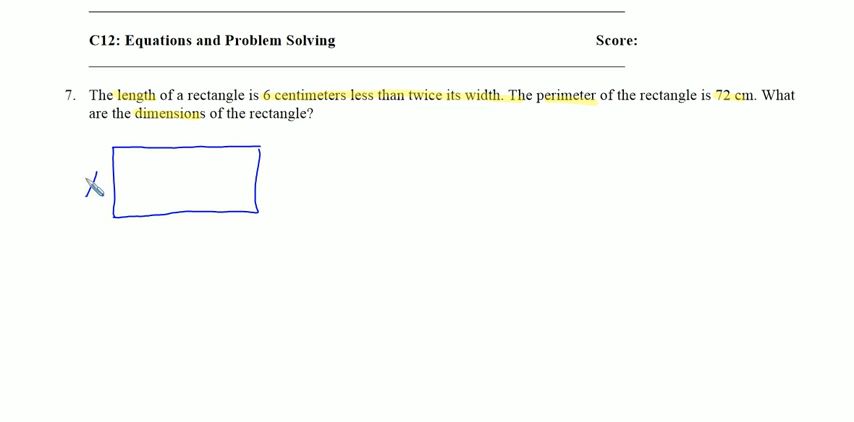 C12: Equations and Problem Solving Score:
7. The length of a rectangle is 6 centimeters less than twice its width. The perimeter of the rectangle is 72 cm. What
are the dimensions of the rectangle?
x